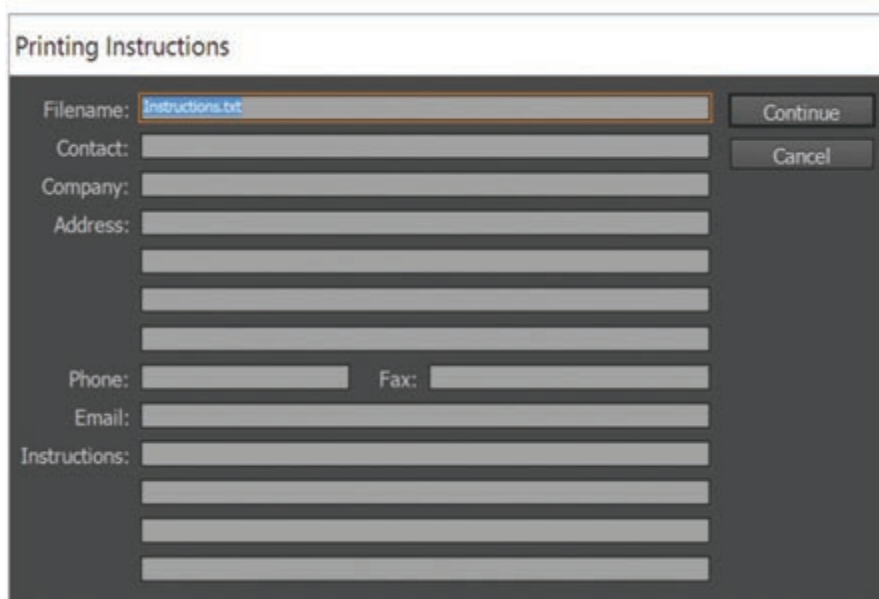 Printing Instructions
Filename: Instructions.txt
Continue
Contact:
Cancel
Company:
Address:
Phone: Fax:
Email:
Instructions: